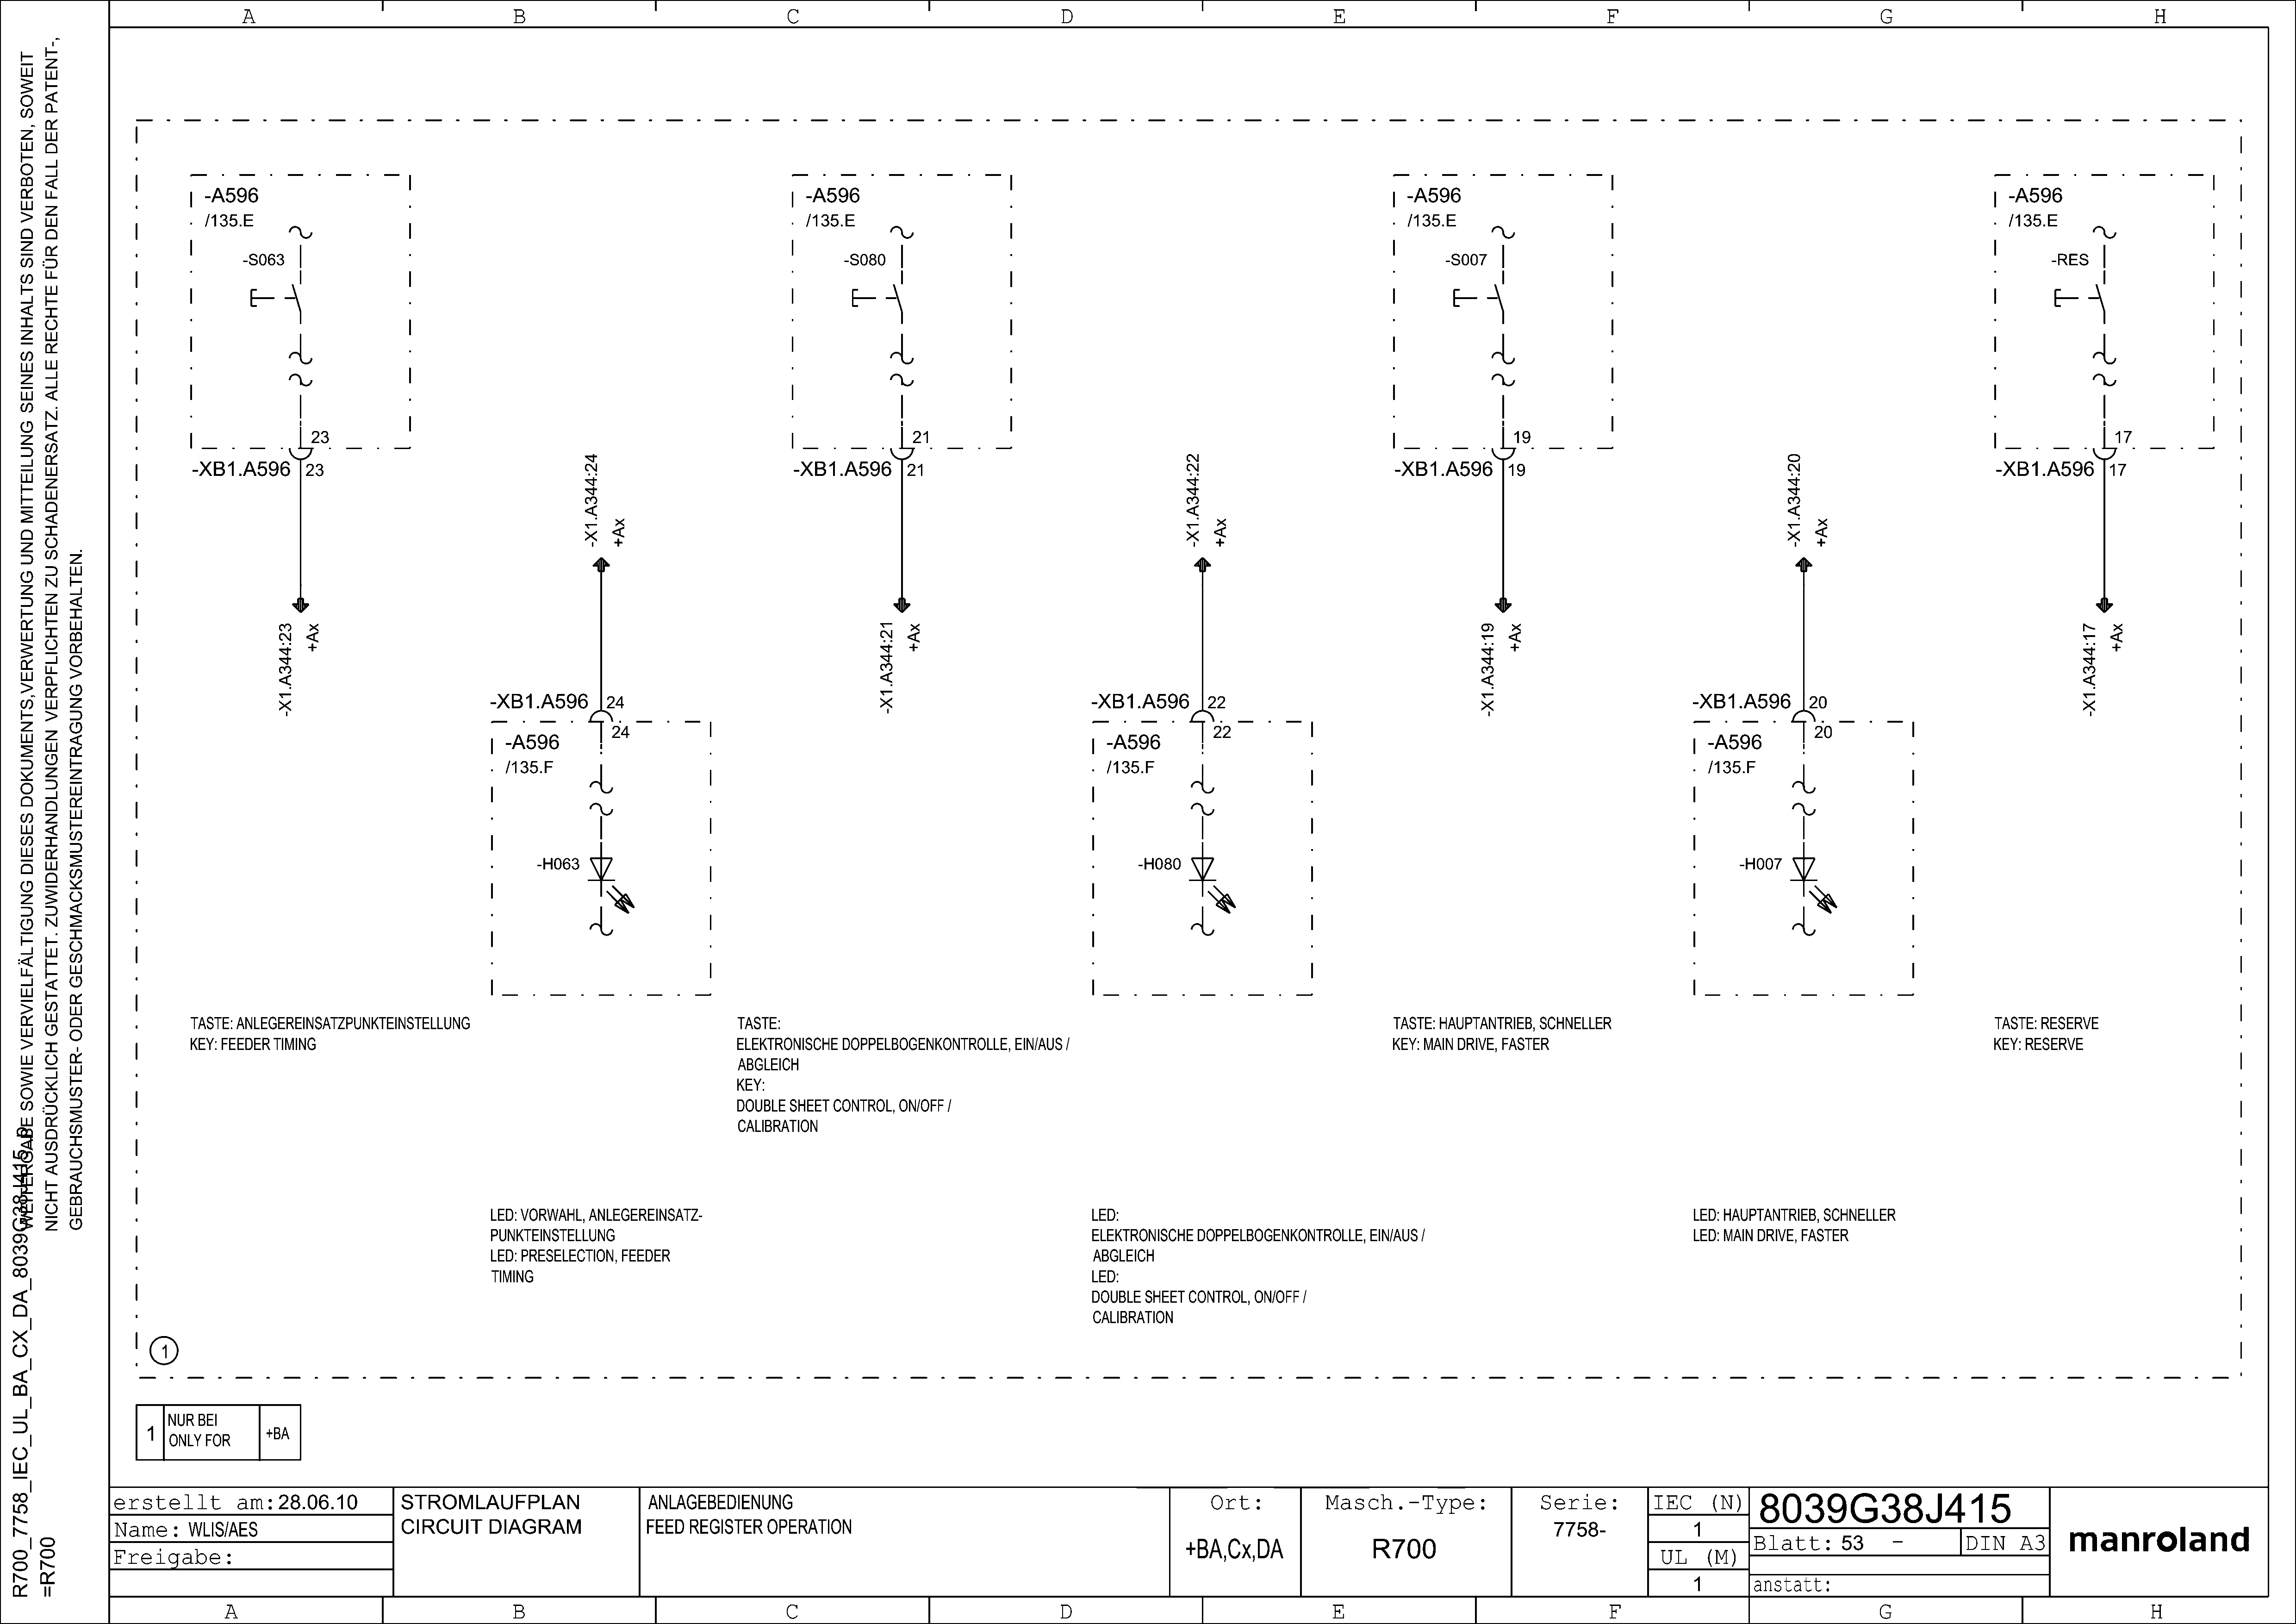 A B C D E F G H
WEITERGABE SOWIE VERVIELFÄLTIGUNG DIESES DOKUMENTS,VERWERTUNG UND MITTEILUNG SEINES INHALTS SIND VERBOTEN, SOWEIT
NICHT AUSDRÜCKLICH GESTATTET. ZUWIDERHANDLUNGEN VERPFLICHTEN ZU SCHADENERSATZ. ALLE RECHTE FÜR DEN FALL DER PATENT-,
GEBRAUCHSMUSTER- ODER GESCHMACKSMUSTEREINTRAGUNG VORBEHALTEN.
R700_7758_IEC_UL_BA_CX_DA_8039G38J415_p
=R700
-A596
/135.E
-S063
23
-XB1.A596 23
-X1.A344:23
+Ax
-X1.A344:24
+Ax
-XB1.A596 24
24
-A596
/135.F
-H063
-A596
/135.E
-S080
21
-XB1.A596 21
-X1.A344:21
+Ax
-X1.A344:22
+Ax
-XB1.A596 22
22
-A596
/135.F
-H080
-A596
/135.E
-S007
19
-XB1.A596 19
-X1.A344:19
+Ax
-X1.A344:20
+Ax
-XB1.A596 20
20
-A596
/135.F
-H007
-A596
/135.E
-RES
17
-XB1.A596 17
-X1.A344:17
+Ax
TASTE: ANLEGEREINSATZPUNKTEINSTELLUNG
KEY: FEEDER TIMING
TASTE:
ELEKTRONISCHE DOPPELBOGENKONTROLLE, EIN/AUS /
ABGLEICH
KEY:
DOUBLE SHEET CONTROL, ON/OFF /
CALIBRATION
TASTE: HAUPTANTRIEB, SCHNELLER
KEY: MAIN DRIVE, FASTER
TASTE: RESERVE
KEY: RESERVE
LED: VORWAHL, ANLEGEREINSATZ-
PUNKTEINSTELLUNG
LED: PRESELECTION, FEEDER
TIMING
LED:
ELEKTRONISCHE DOPPELBOGENKONTROLLE, EIN/AUS /
ABGLEICH
LED:
DOUBLE SHEET CONTROL, ON/OFF /
CALIBRATION
LED: HAUPTANTRIEB, SCHNELLER
LED: MAIN DRIVE, FASTER
1
1 NUR BEI
ONLY FOR
+BA
erstellt am: 28.06.10
Name: WLIS/AES
Freigabe:
STROMLAUFPLAN
CIRCUIT DIAGRAM
ANLAGEBEDIENUNG
FEED REGISTER OPERATION
Ort:
+BA,Cx,DA
Masch.-Type:
R700
Serie:
7758-
IEC (N)
1
UL (M)
1
8039G38J415
Blatt: 53 - DIN A3
anstatt:
manroland
A B C D E F G H